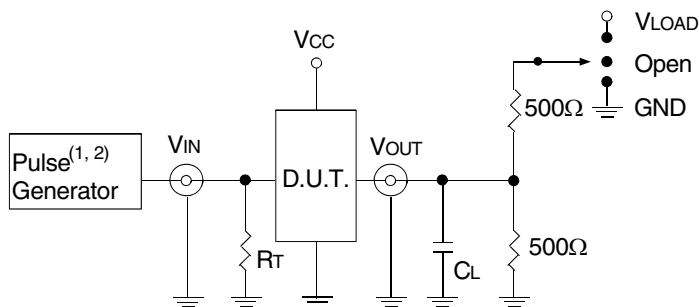 VLOAD
VCC
Open
500Ω
GND
VIN
VOUT
Pulse(1, 2)
Generator
D.U.T.
500Ω
RT
CL